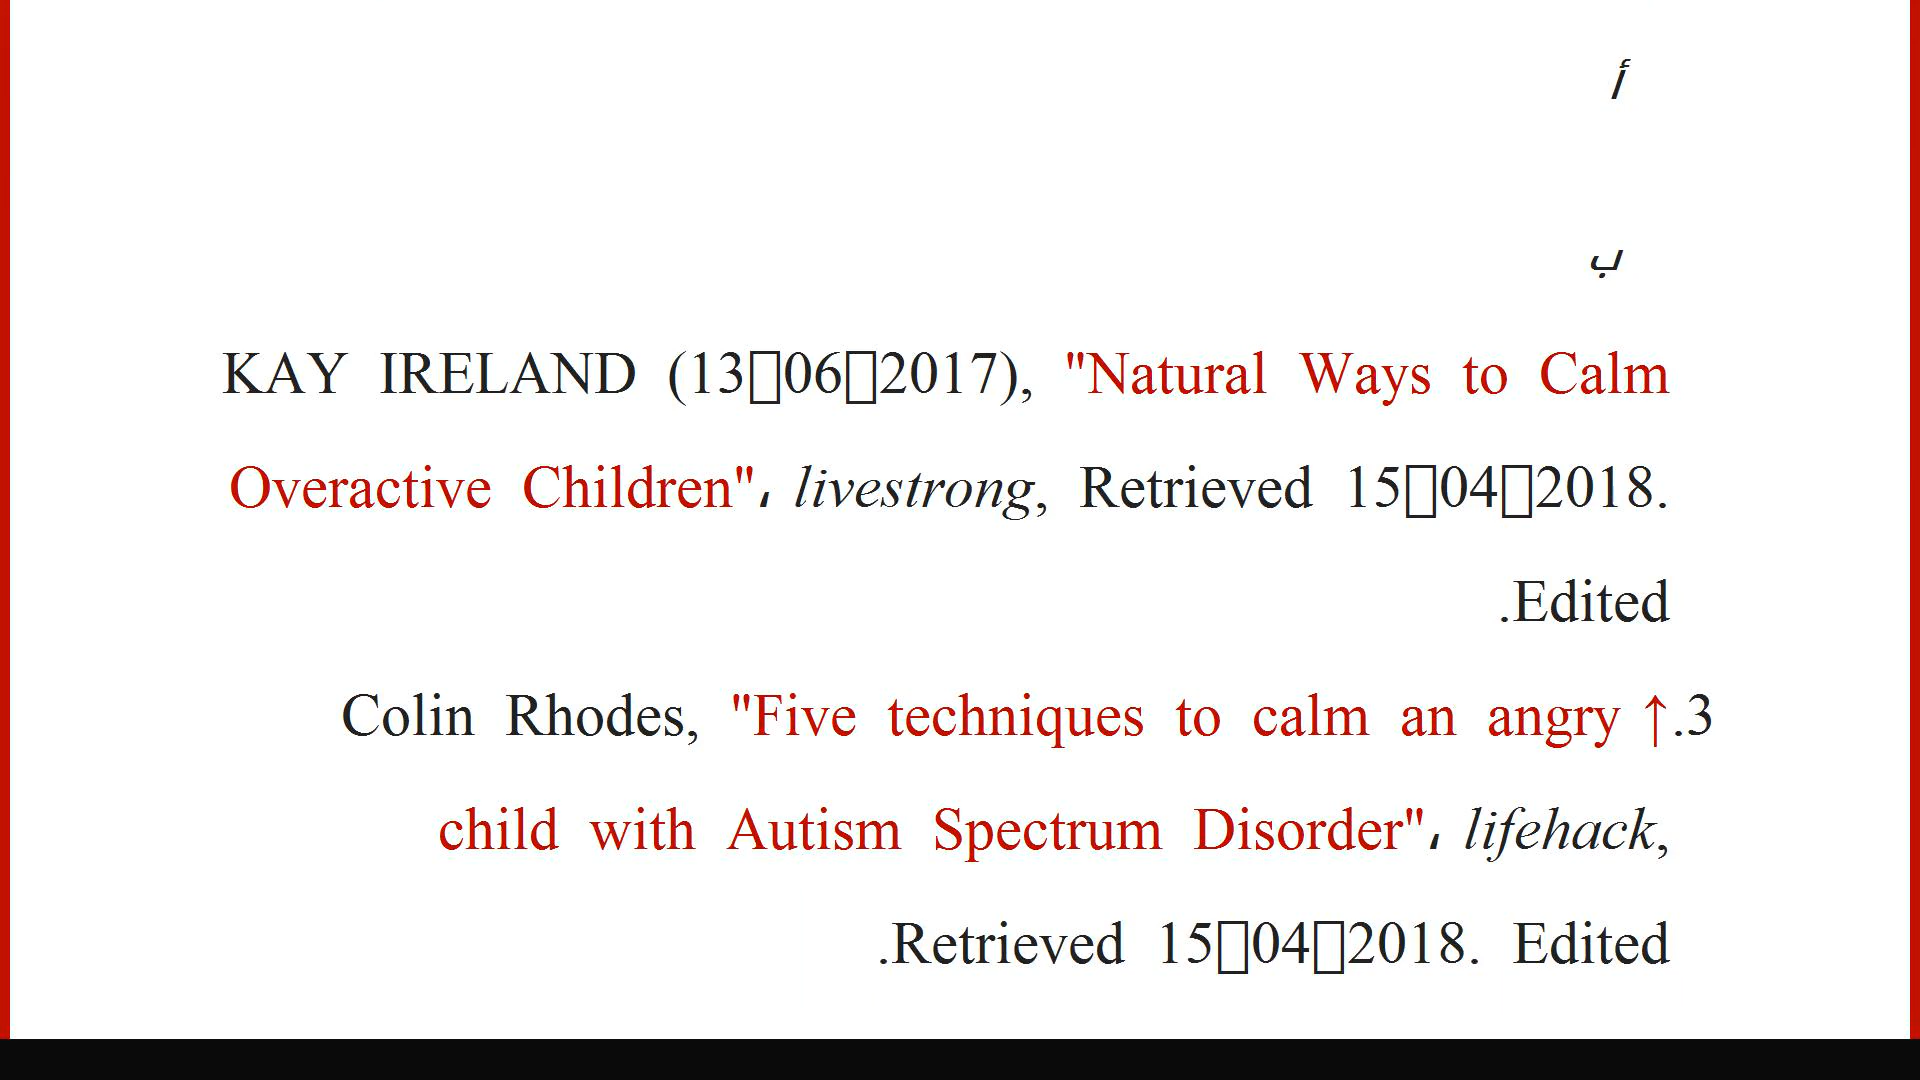 أ
ب
KAY IRELAND (13▯06▯2017), "Natural Ways to Calm
Overactive Children"، livestrong, Retrieved 15▯04▯2018.
.Edited
Colin Rhodes, "Five techniques to calm an angry ↑.3
child with Autism Spectrum Disorder"، lifehack,
.Retrieved 15▯04▯2018. Edited